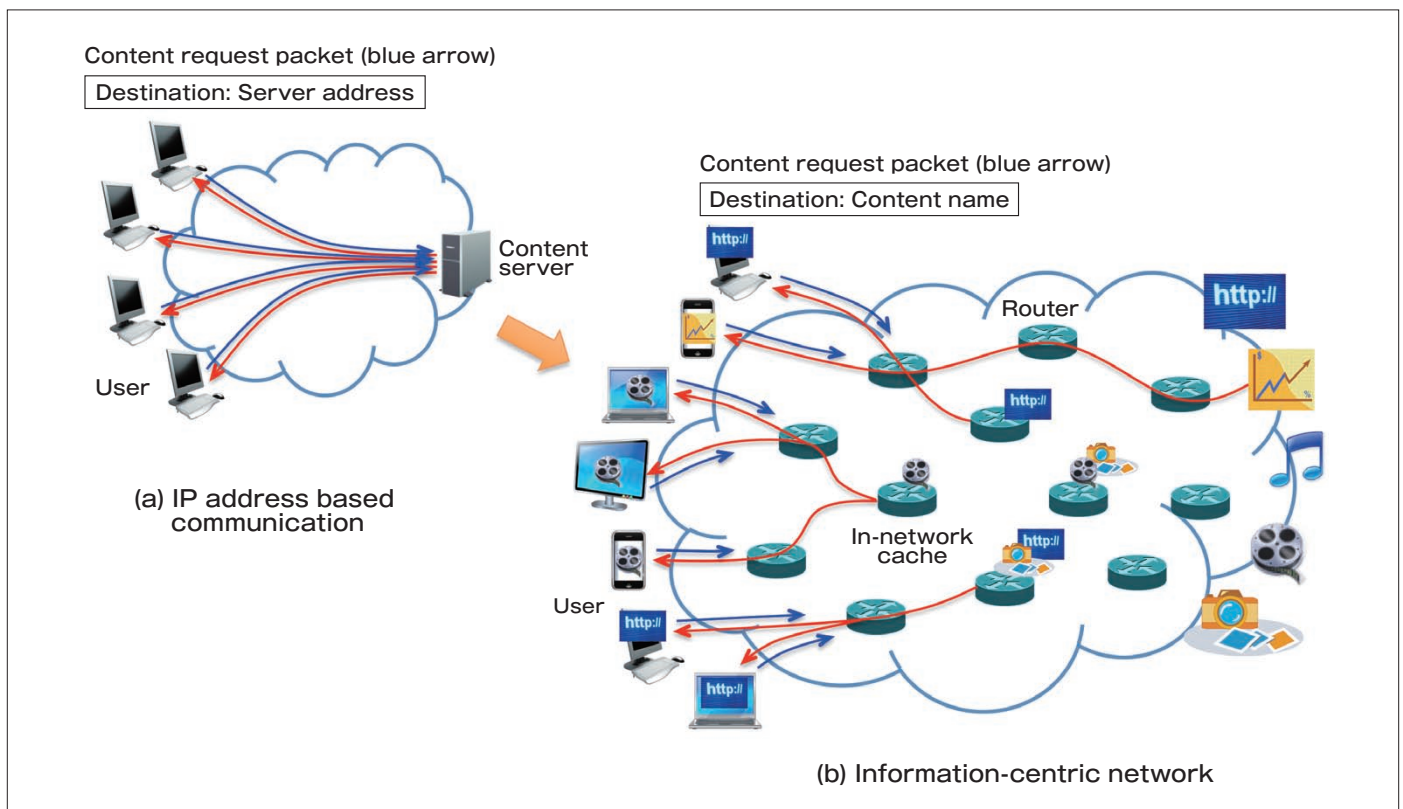 Content request packet (blue arrow)
Destination: Server address
Content
server
User
(a) IP address based
communication
Content request packet (blue arrow)
Destination: Content name
http://
Router
http://
http://
$
%
In-network
cache
http://
User
http://
http://
(b) Information-centric network